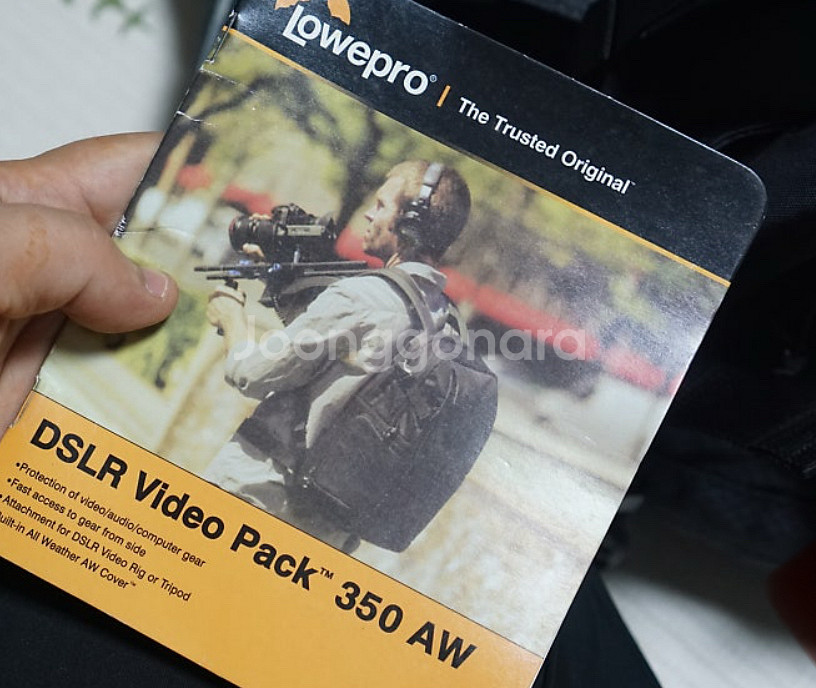 Lowepro® | The Trusted Original™
Joonggonara
DSLR Video Pack™ 350 AW
•Protection of video/audio/computer gear
•Fast access to gear from side
•Attachment for DSLR Video Rig or Tripod
Built-in All Weather AW Cover™